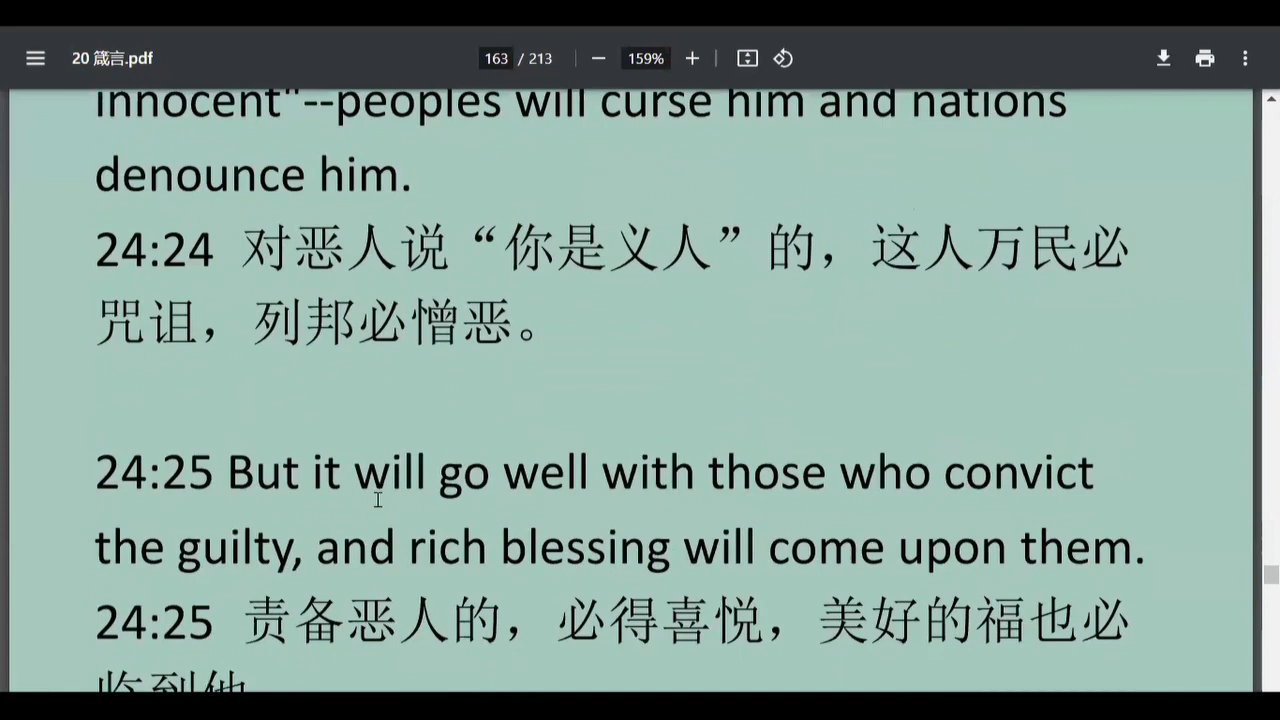 20 箴言.pdf
163 / 213
159%
innocent"--peoples will curse him and nations
denounce him.
24:24 对恶人说“你是义人”的，这人万民必
咒诅，列邦必憎恶。
24:25 But it will go well with those who convict
the guilty, and rich blessing will come upon them.
24:25 责备恶人的，必得喜悦，美好的福也必
临到他